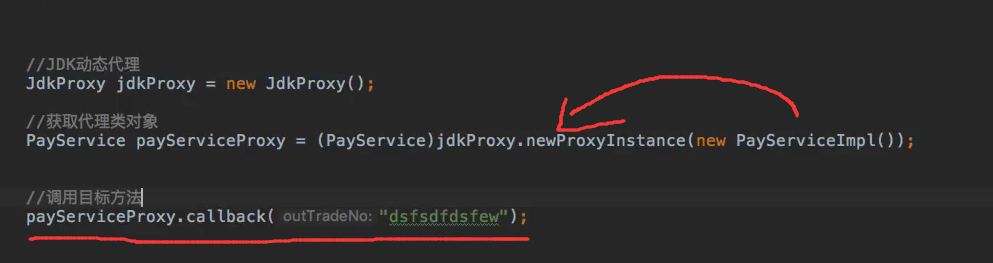 //JDK动态代理
JdkProxy jdkProxy = new JdkProxy();
//获取代理类对象
PayService payServiceProxy = (PayService)jdkProxy.newProxyInstance(new PayServiceImpl());
//调用目标方法
payServiceProxy.callback( outTradeNo: "dsfsdfdsfew");